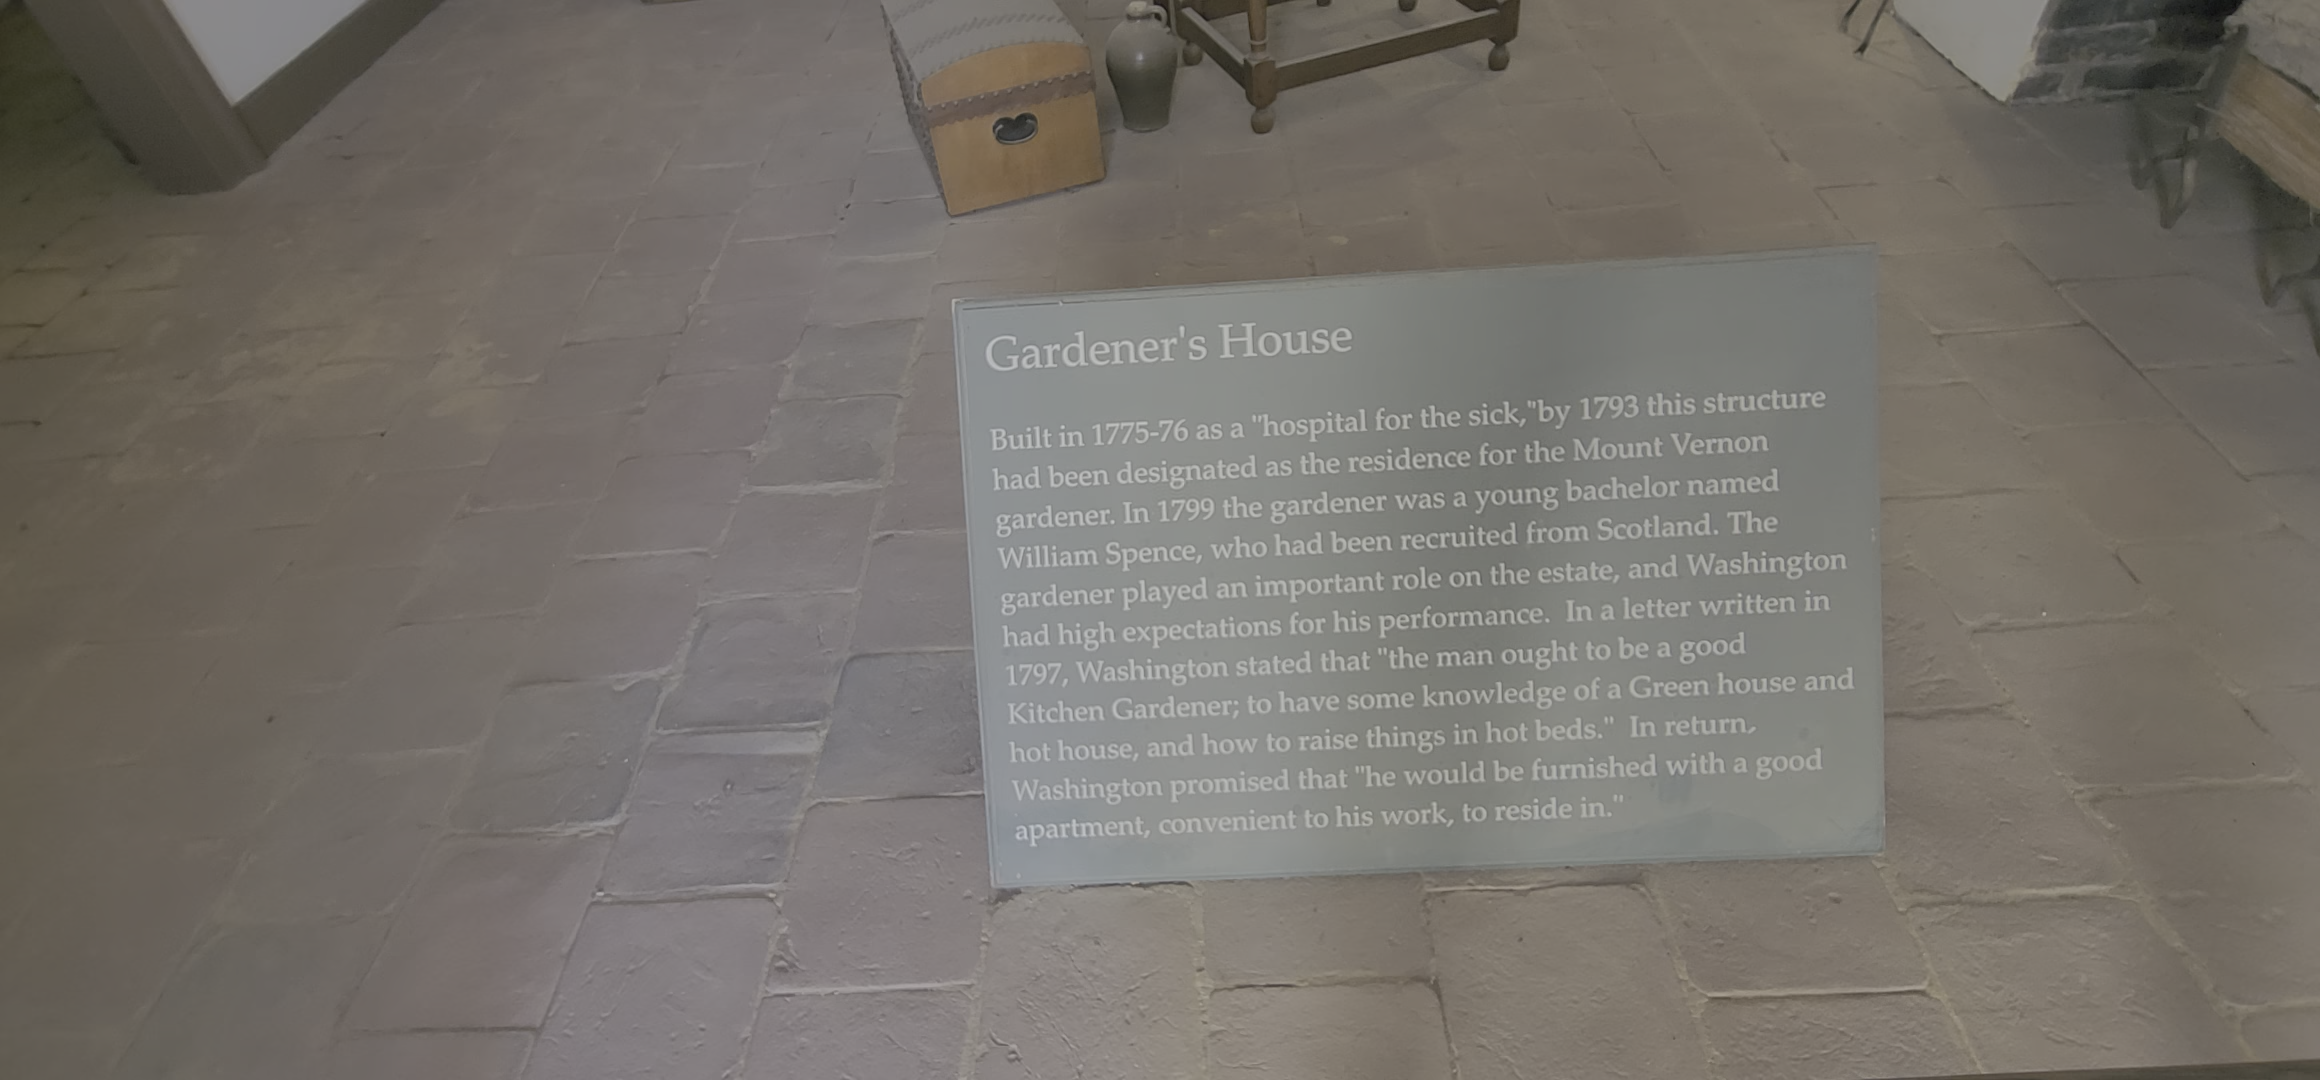 Gardener's House
Built in 1775-76 as a "hospital for the sick,"by 1793 this structure
had been designated as the residence for the Mount Vernon
gardener. In 1799 the gardener was a young bachelor named
William Spence, who had been recruited from Scotland. The
gardener played an important role on the estate, and Washington
had high expectations for his performance.  In a letter written in
1797, Washington stated that "the man ought to be a good
Kitchen Gardener; to have some knowledge of a Green house and
hot house, and how to raise things in hot beds."  In return,
Washington promised that "he would be furnished with a good
apartment, convenient to his work, to reside in."